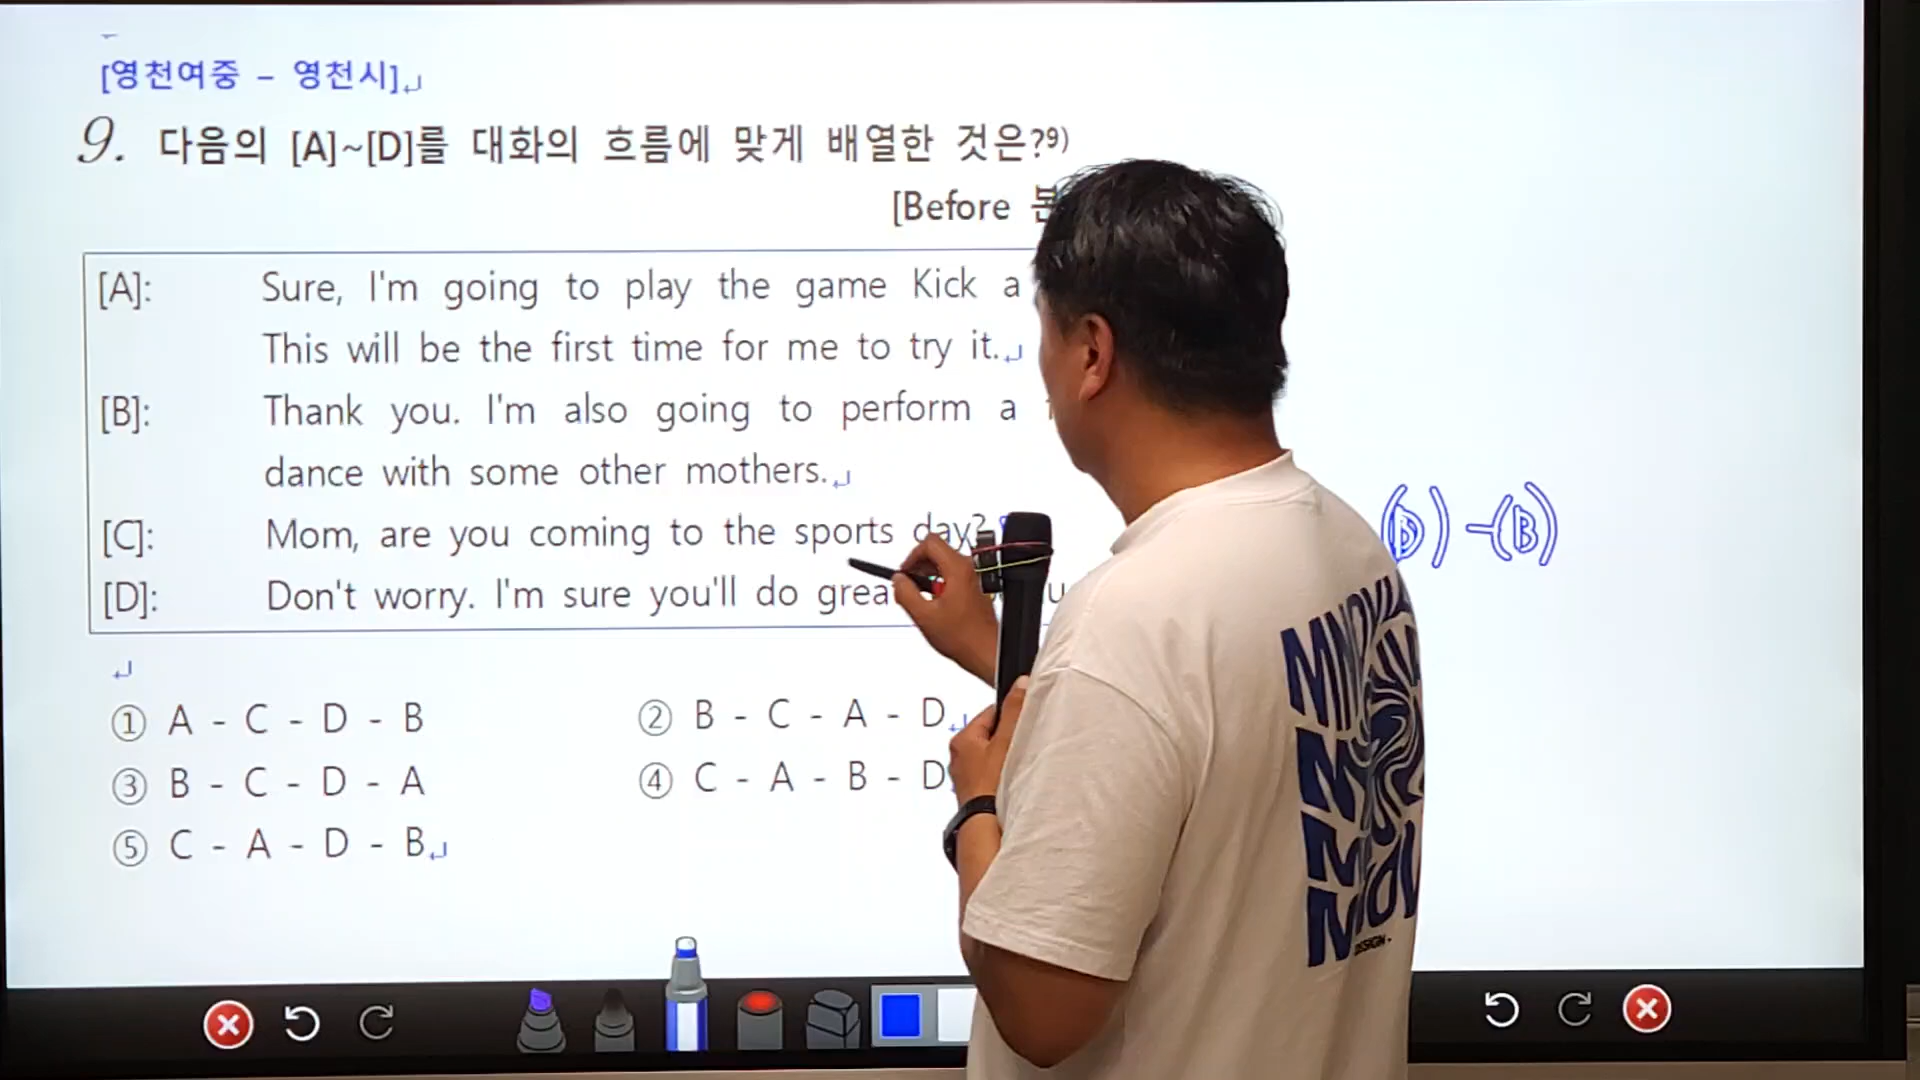 [영천여중 – 영천시]
9. 다음의 [A]~[D]를 대화의 흐름에 맞게 배열한 것은?9)
[Before
[A]: Sure, I'm going to play the game Kick a
This will be the first time for me to try it.
[B]: Thank you. I'm also going to perform a
dance with some other mothers.
[C]: Mom, are you coming to the sports day?
[D]: Don't worry. I'm sure you'll do
(D) - (B)
① A - C - D - B
② B - C - A - D
③ B - C - D - A
④ C - A - B - D
⑤ C - A - D - B
DESIGN -